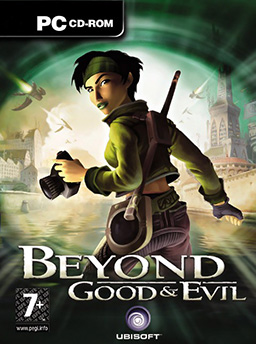 PC CD-ROM
BEYOND
GOOD & EVIL
7+
www.pegi.info
UBISOFT